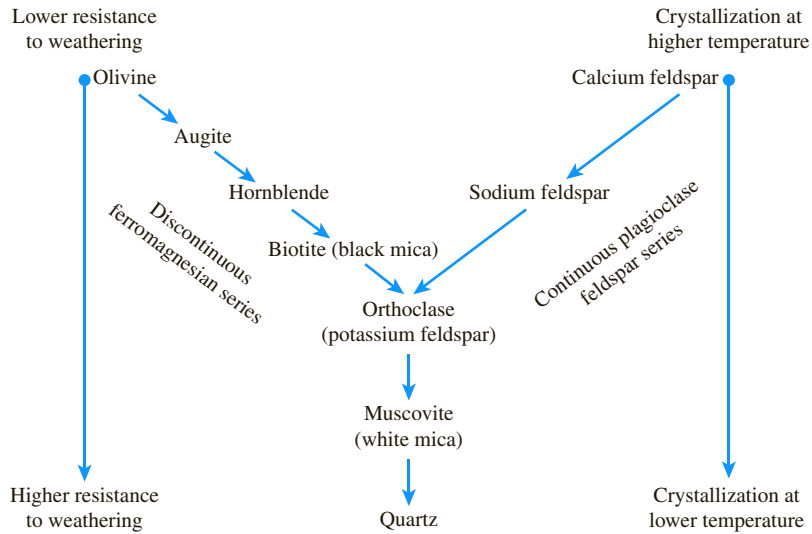 Lower resistance
to weathering
Crystallization at
higher temperature
Olivine
Calcium feldspar
Augite
Hornblende
Sodium feldspar
Discontinuous
ferromagnesian series
Biotite (black mica)
Continuous plagioclase
feldspar series
Orthoclase
(potassium feldspar)
Muscovite
(white mica)
Higher resistance
to weathering
Quartz
Crystallization at
lower temperature